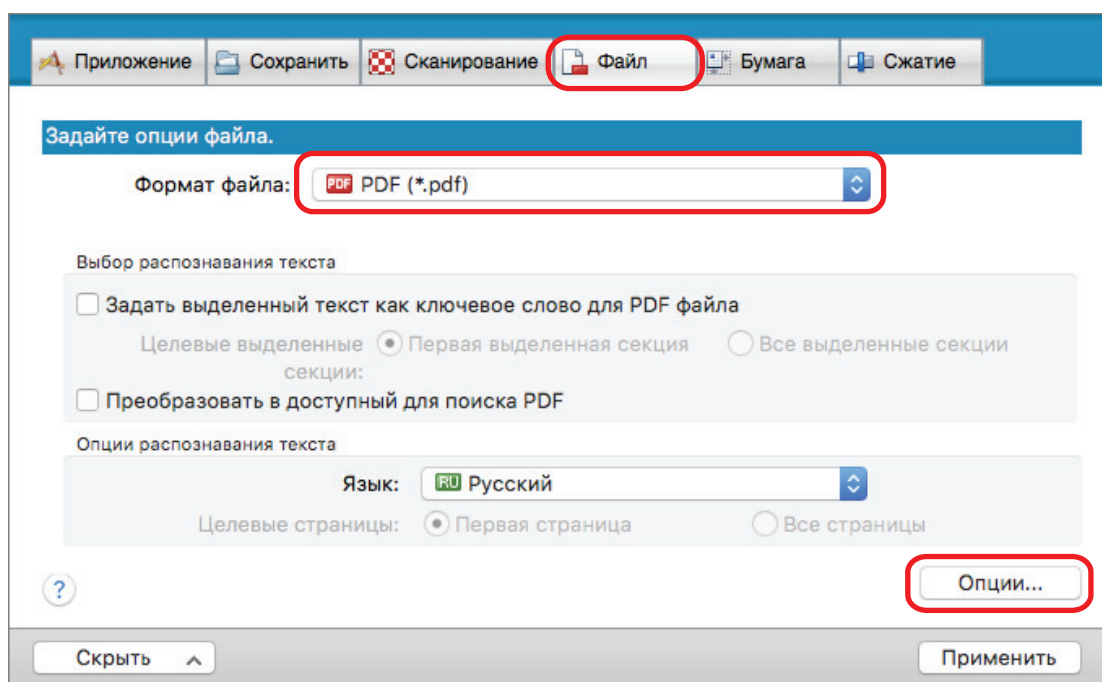 Приложение Сохранить Сканирование Файл Бумага Сжатие
Задайте опции файла.
Формат файла: PDF PDF (*.pdf)
Выбор распознавания текста
Задать выделенный текст как ключевое слово для PDF файла
Целевые выделенные Первая выделенная секция Все выделенные секции
секции:
Преобразовать в доступный для поиска PDF
Опции распознавания текста
Язык: RU Русский
Целевые страницы: Первая страница Все страницы
? Опции...
Скрыть Применить